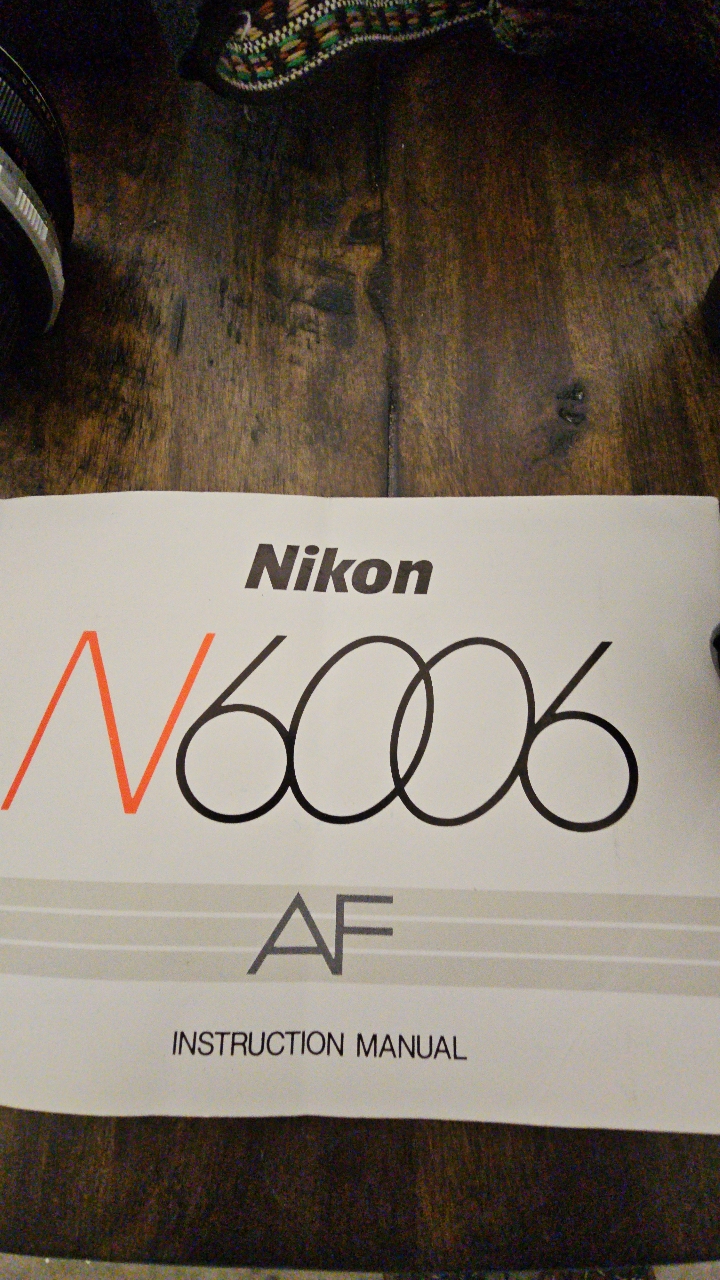 Nikon
N6006
AF
INSTRUCTION MANUAL